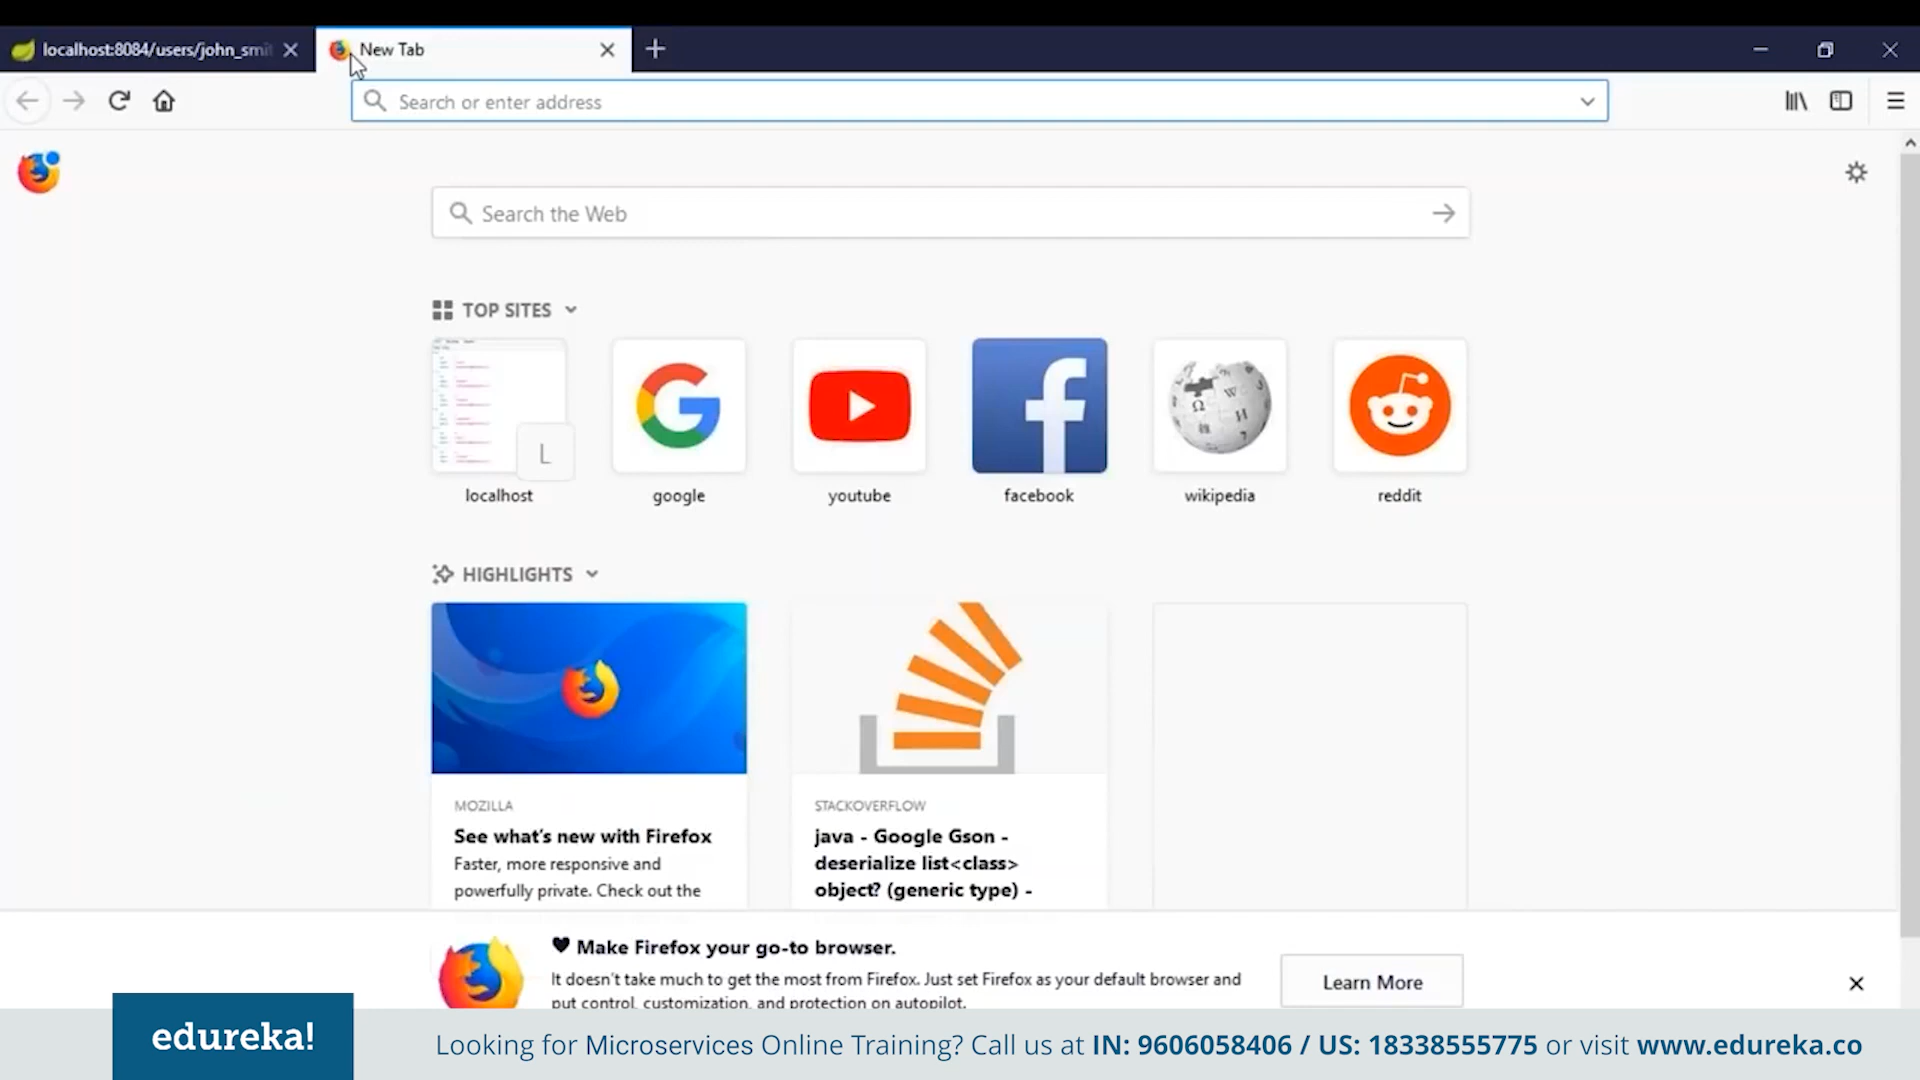 localhost:8084/users/john_smit
New Tab
Search or enter address
Search the Web
TOP SITES
L
localhost
google
youtube
facebook
wikipedia
reddit
HIGHLIGHTS
MOZILLA
See what's new with Firefox
Faster, more responsive and
powerfully private. Check out the
STACKOVERFLOW
java - Google Gson -
deserialize list<class>
object? (generic type) -
Make Firefox your go-to browser.
It doesn't take much to get the most from Firefox. Just set Firefox as your default browser and
put control, customization, and protection on autopilot.
Learn More
edureka!
Looking for Microservices Online Training? Call us at IN: 9606058406 / US: 18338555775 or visit www.edureka.co